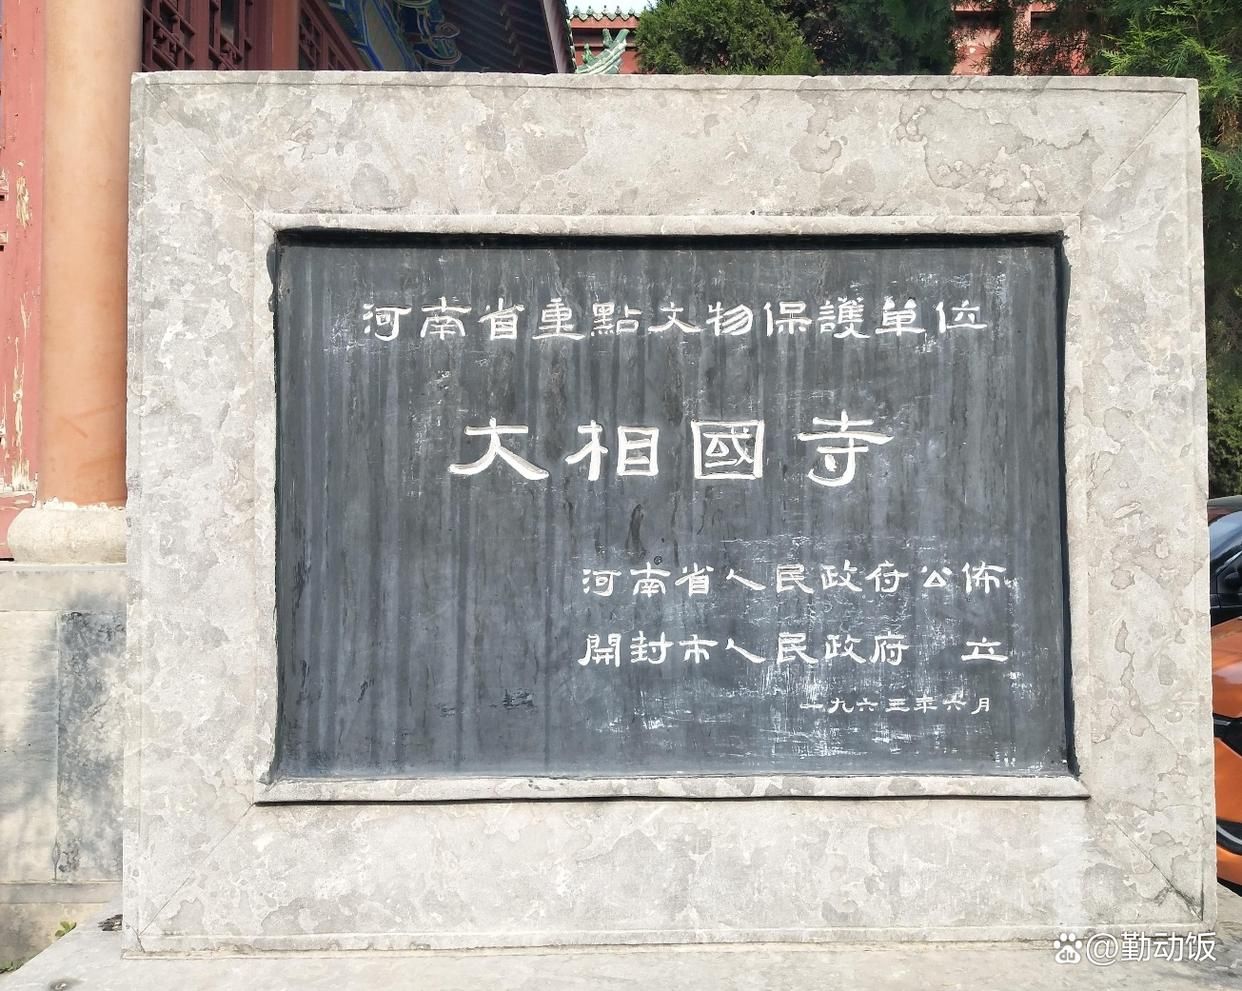 河南省重點文物保護單位
大相國寺
河南省人民政府公佈
開封市人民政府 立
一九六三年六月
@勤动饭